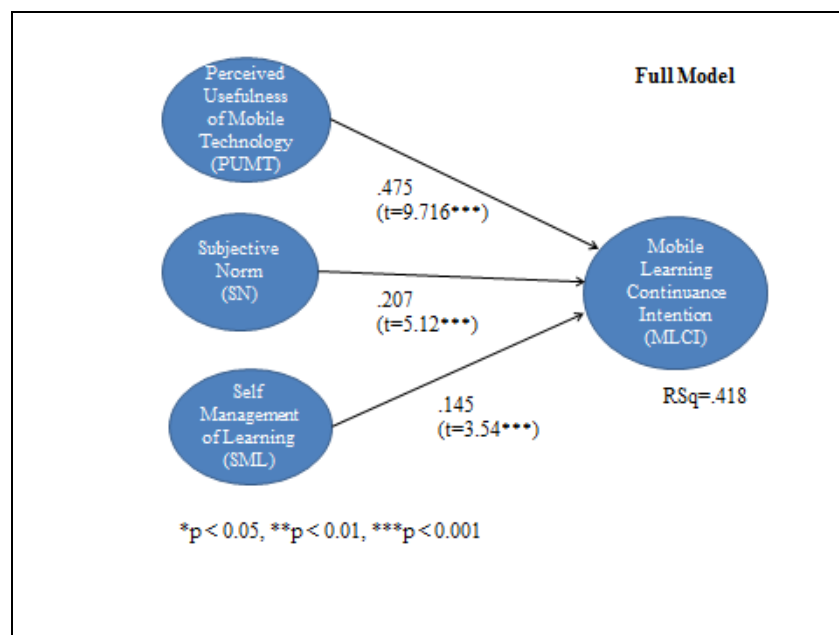 Perceived
Usefulness
of Mobile
Technology
(PUMT)
Full Model
.475
(t=9.716***)
Subjective
Norm
(SN)
Mobile
Learning
Continuance
Intention
(MLCI)
.207
(t=5.12***)
Self
Management
of Learning
(SML)
.145
(t=3.54***)
RSq=.418
*p < 0.05, **p < 0.01, ***p < 0.001